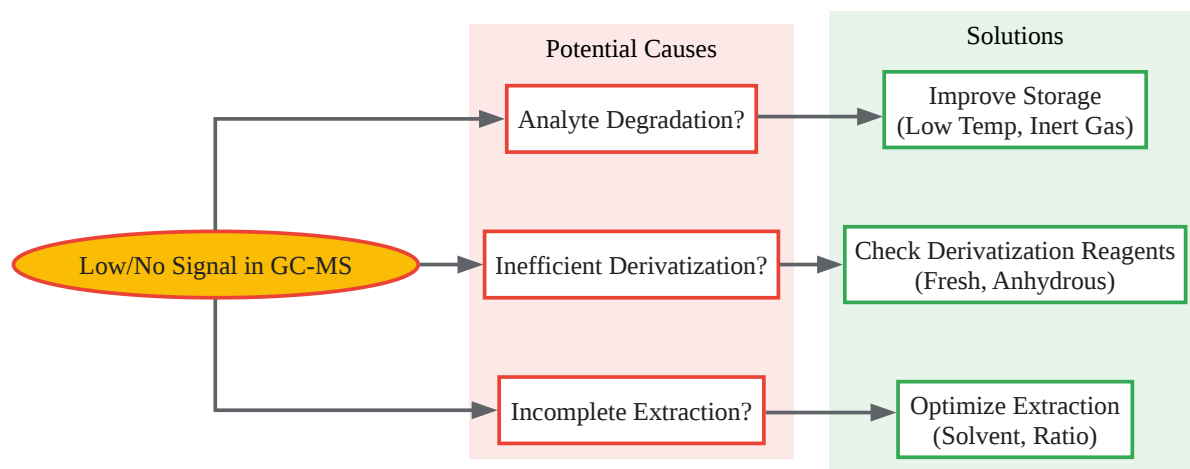 Potential Causes
Solutions
Analyte Degradation?
Improve Storage
(Low Temp, Inert Gas)
Low/No Signal in GC-MS
Inefficient Derivatization?
Check Derivatization Reagents
(Fresh, Anhydrous)
Incomplete Extraction?
Optimize Extraction
(Solvent, Ratio)